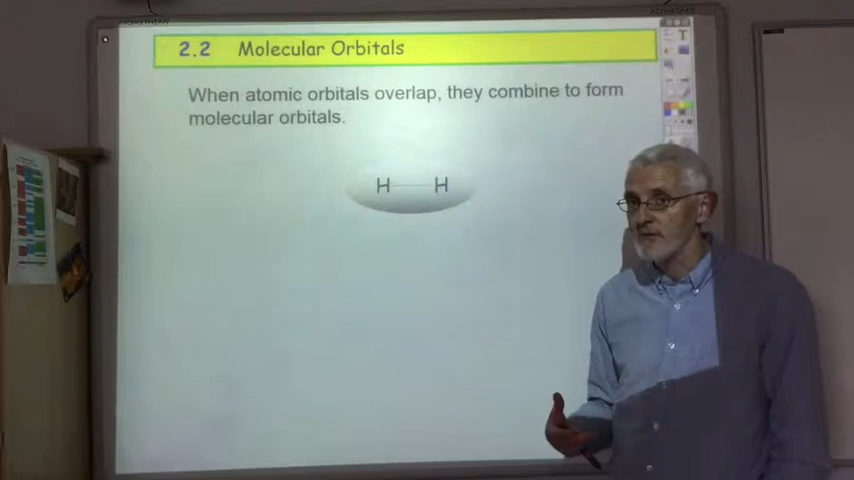 2.2 Molecular Orbitals
When atomic orbitals overlap, they combine to form
molecular orbitals.
H H